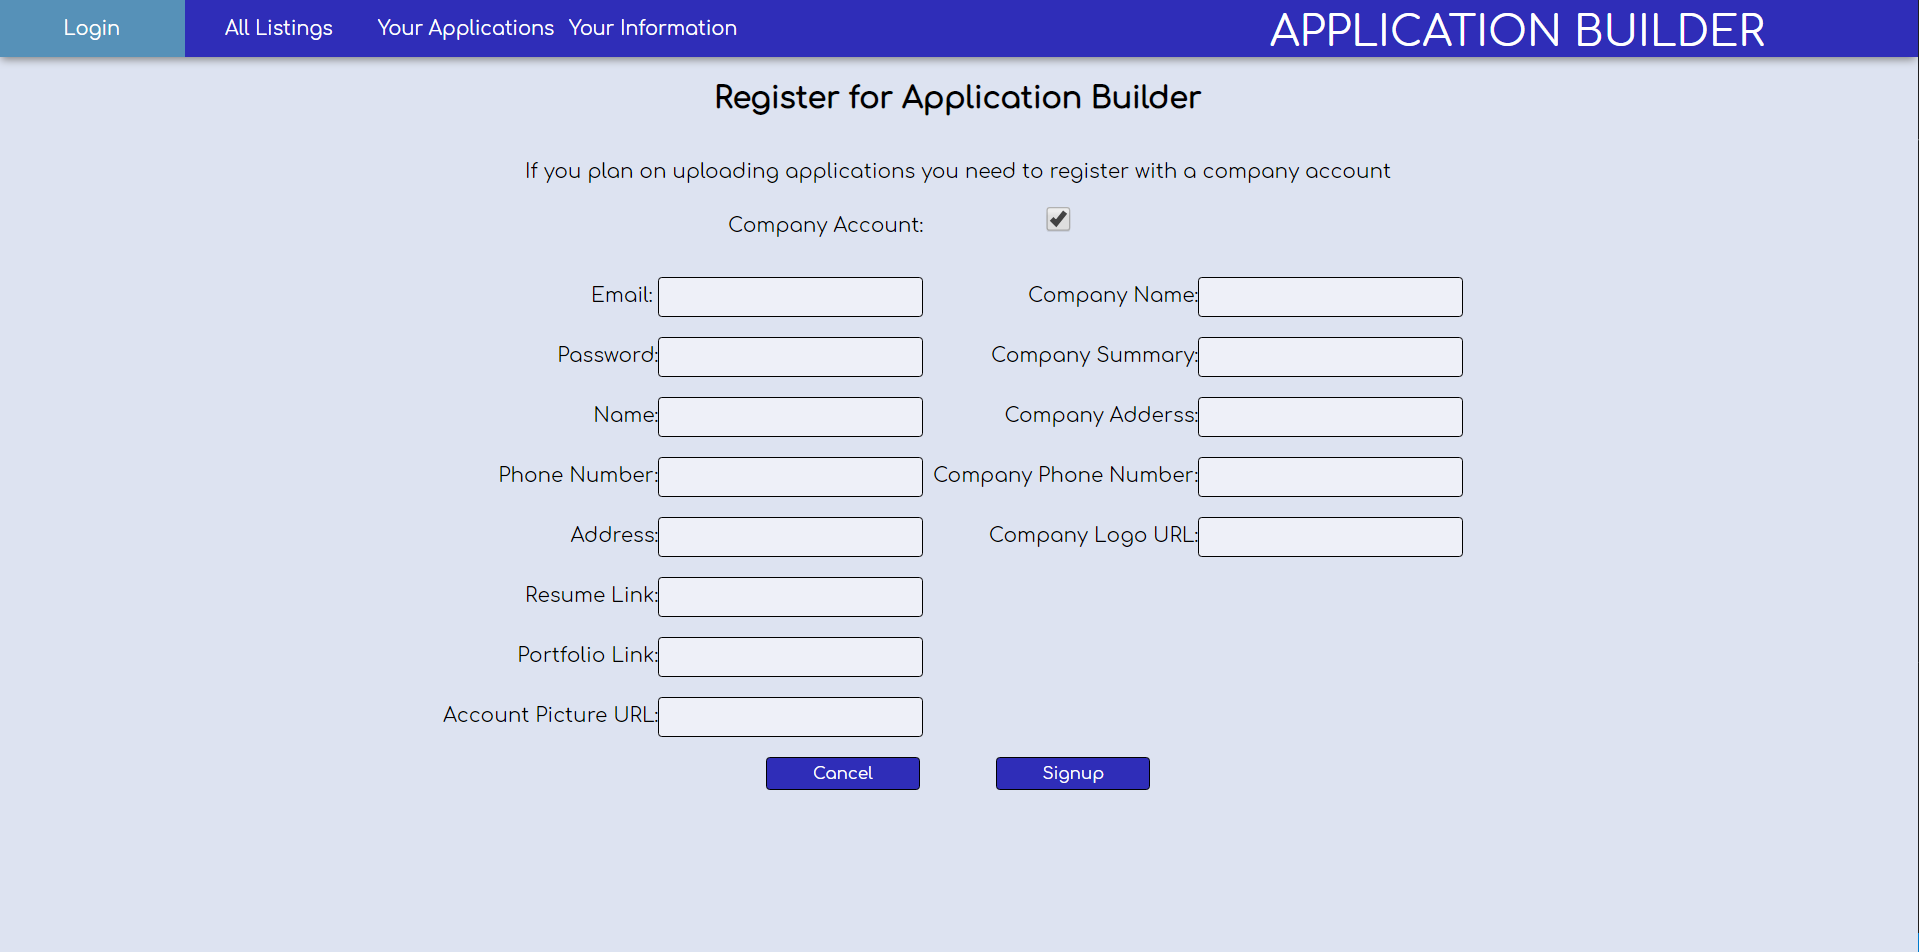 Login All Listings Your Applications Your Information APPLICATION BUILDER
Register for Application Builder
If you plan on uploading applications you need to register with a company account
Company Account:
Email:
Password:
Name:
Phone Number:
Address:
Resume Link:
Portfolio Link:
Account Picture URL:
Company Name:
Company Summary:
Company Adderss:
Company Phone Number:
Company Logo URL:
Cancel Signup